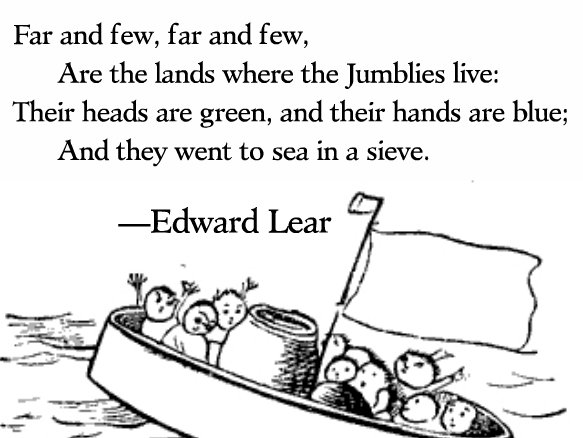 Far and few, far and few,
Are the lands where the Jumblies live:
Their heads are green, and their hands are blue;
And they went to sea in a sieve.
—Edward Lear